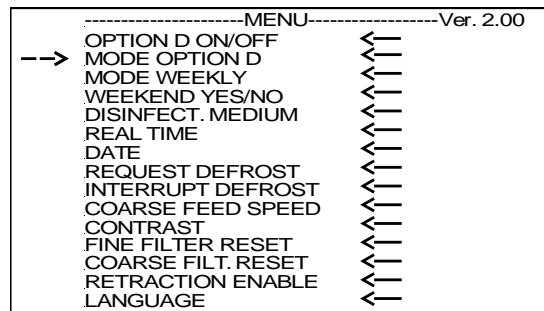 ---------------------MENU-----------------Ver. 2.00
OPTION D ON/OFF
MODE OPTION D
MODE WEEKLY
WEEKEND YES/NO
DISINFECT. MEDIUM
REAL TIME
DATE
REQUEST DEFROST
INTERRUPT DEFROST
COARSE FEED SPEED
CONTRAST
FINE FILTER RESET
COARSE FILT. RESET
RETRACTION ENABLE
LANGUAGE